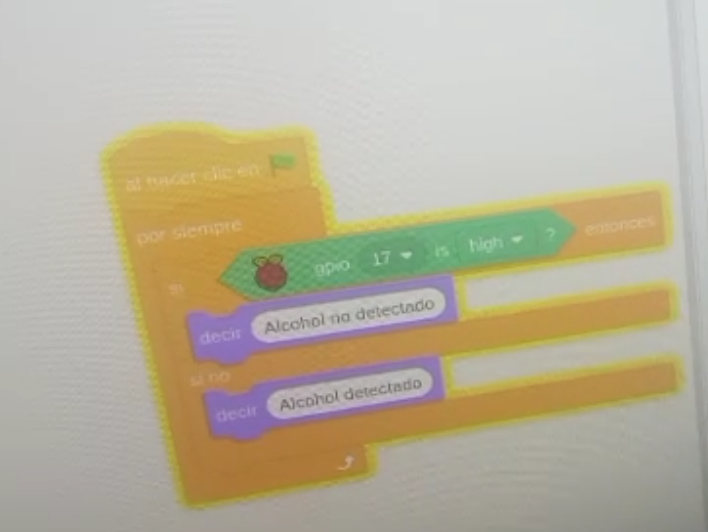 al hacer clic en
por siempre
si gpio 17 is high ? entonces
decir Alcohol no detectado
si no
decir Alcohol detectado